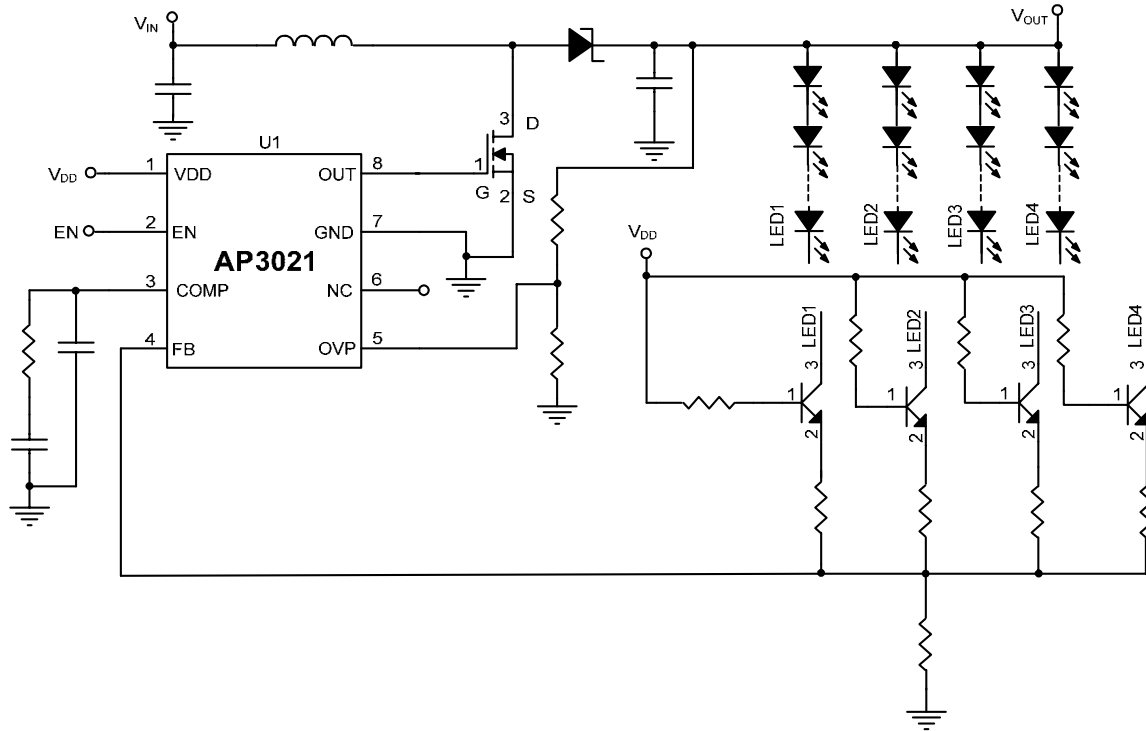 VIN
VOUT
3 D
U1
1 G
2 S
VDD 1 VDD
OUT 8
EN 2 EN
GND 7
AP3021
3 COMP
NC 6
4 FB
OVP 5
LED1
LED2
LED3
LED4
VDD
LED1
LED2
LED3
LED4
3
3
3
3
1
1
1
1
2
2
2
2